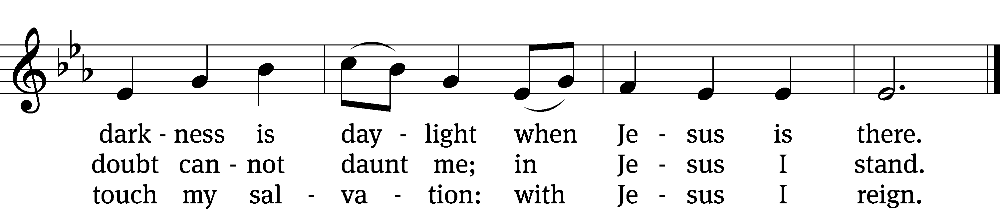 dark - ness is day - light when Je - sus is there.
doubt can - not daunt me; in Je - sus I stand.
touch my sal - va - tion: with Je - sus I reign.